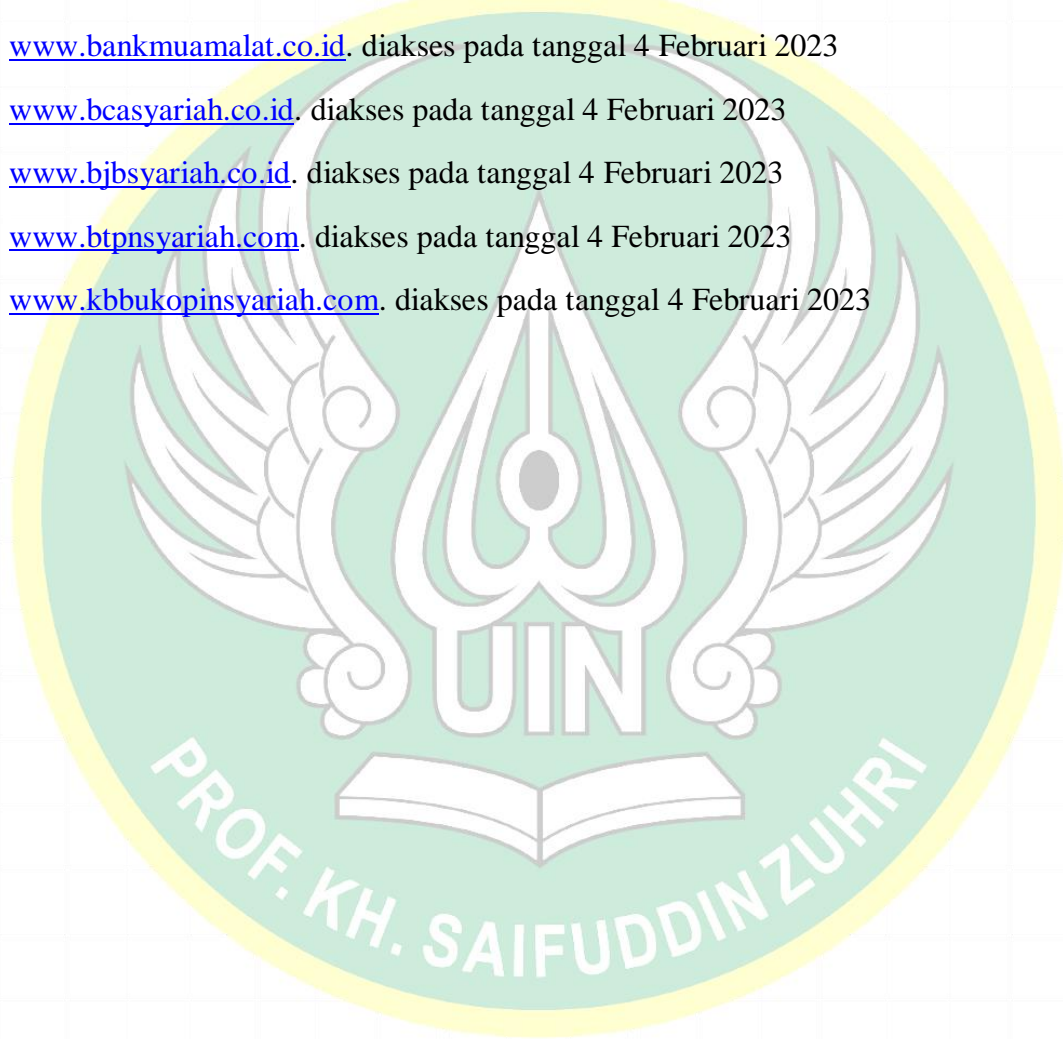 www.bankmuamalat.co.id. diakses pada tanggal 4 Februari 2023
www.bcasyariah.co.id. diakses pada tanggal 4 Februari 2023
www.bjbsyariah.co.id. diakses pada tanggal 4 Februari 2023
www.btpnsyariah.com. diakses pada tanggal 4 Februari 2023
www.kbbukopinsyariah.com. diakses pada tanggal 4 Februari 2023
UIN
PROF. KH. SAIFUDDIN ZUHRI